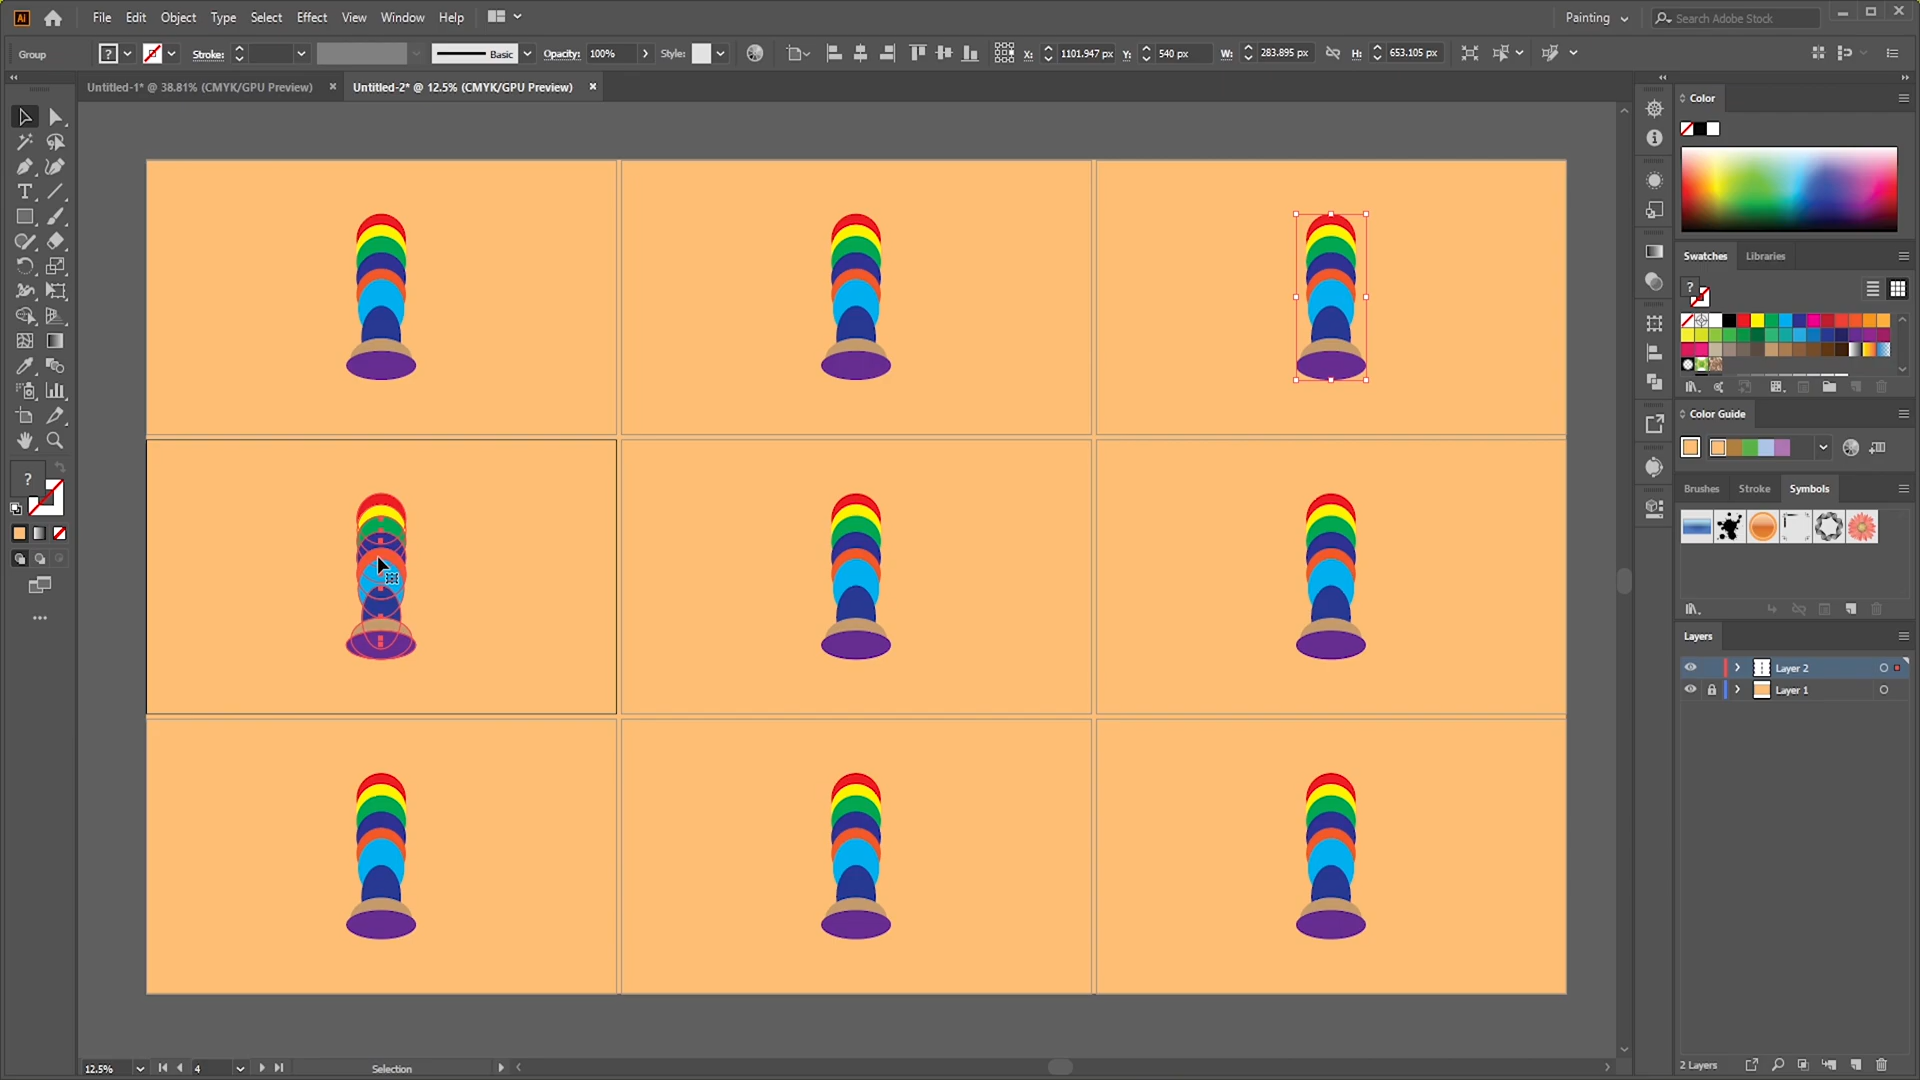 Ai File Edit Object Type Select Effect View Window Help Painting Search Adobe Stock
Group ? Stroke: Basic Opacity: 100% Style: X: 1101.947 px Y: 540 px W: 283.895 px H: 653.105 px
Untitled-1* @ 38.81% (CMYK/GPU Preview) Untitled-2* @ 12.5% (CMYK/GPU Preview)
Color
Swatches Libraries
?
Color Guide
?
Brushes Stroke Symbols
Layers
Layer 2
Layer 1
12.5% 4 Selection 2 Layers